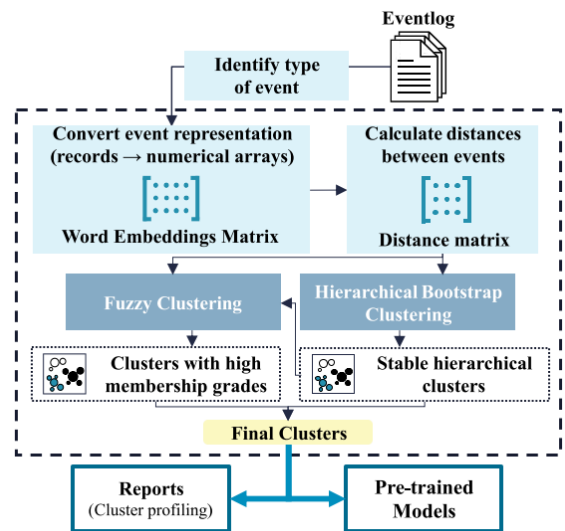 Eventlog
Identify type
of event
Convert event representation
(records → numerical arrays)
Word Embeddings Matrix
Calculate distances
between events
Distance matrix
Fuzzy Clustering
Hierarchical Bootstrap
Clustering
Clusters with high
membership grades
Stable hierarchical
clusters
Final Clusters
Reports
(Cluster profiling)
Pre-trained
Models